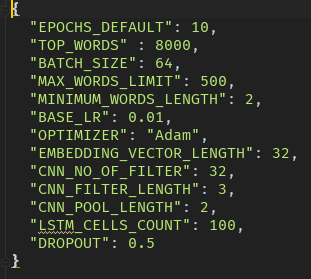 {
"EPOCHS_DEFAULT": 10,
"TOP_WORDS" : 8000,
"BATCH_SIZE": 64,
"MAX_WORDS_LIMIT": 500,
"MINIMUM_WORDS_LENGTH": 2,
"BASE_LR": 0.01,
"OPTIMIZER": "Adam",
"EMBEDDING_VECTOR_LENGTH": 32,
"CNN_NO_OF_FILTER": 32,
"CNN_FILTER_LENGTH": 3,
"CNN_POOL_LENGTH": 2,
"LSTM_CELLS_COUNT": 100,
"DROPOUT": 0.5
}